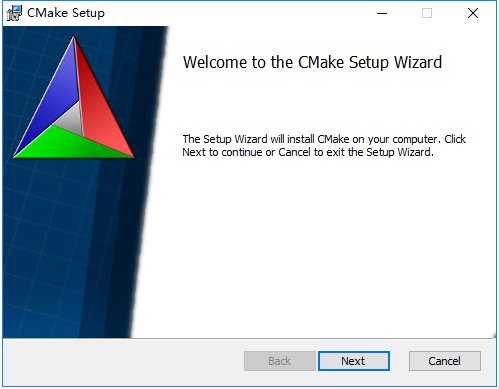 CMake Setup
Welcome to the CMake Setup Wizard
The Setup Wizard will install CMake on your computer. Click
Next to continue or Cancel to exit the Setup Wizard.
Back Next Cancel